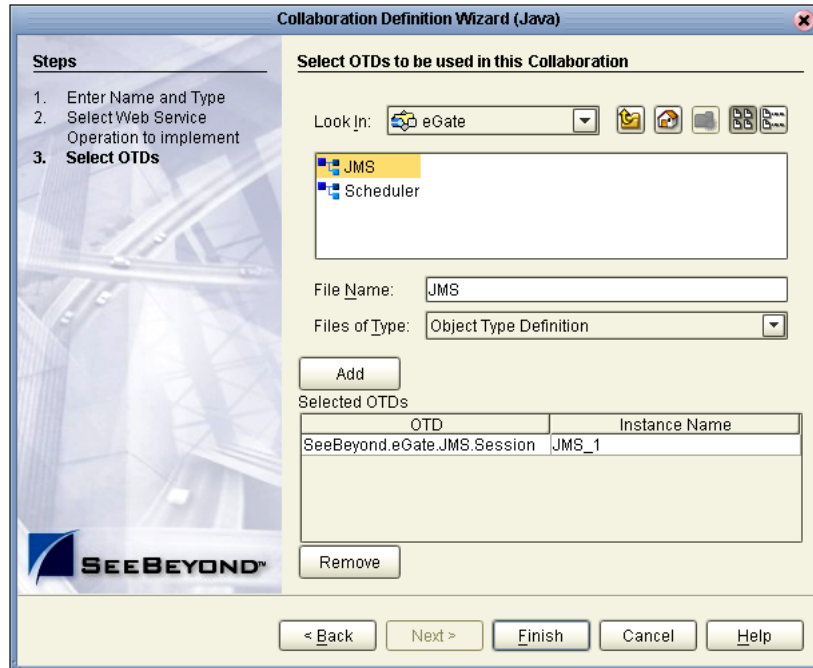 Collaboration Definition Wizard (Java)
Steps
1. Enter Name and Type
2. Select Web Service
Operation to implement
3. Select OTDs
Select OTDs to be used in this Collaboration
Look In: eGate
JMS
Scheduler
File Name: JMS
Files of Type: Object Type Definition
Add
Selected OTDs
OTD Instance Name
SeeBeyond.eGate.JMS.Session JMS_1
Remove
SEEBEYOND™
< Back Next > Finish Cancel Help